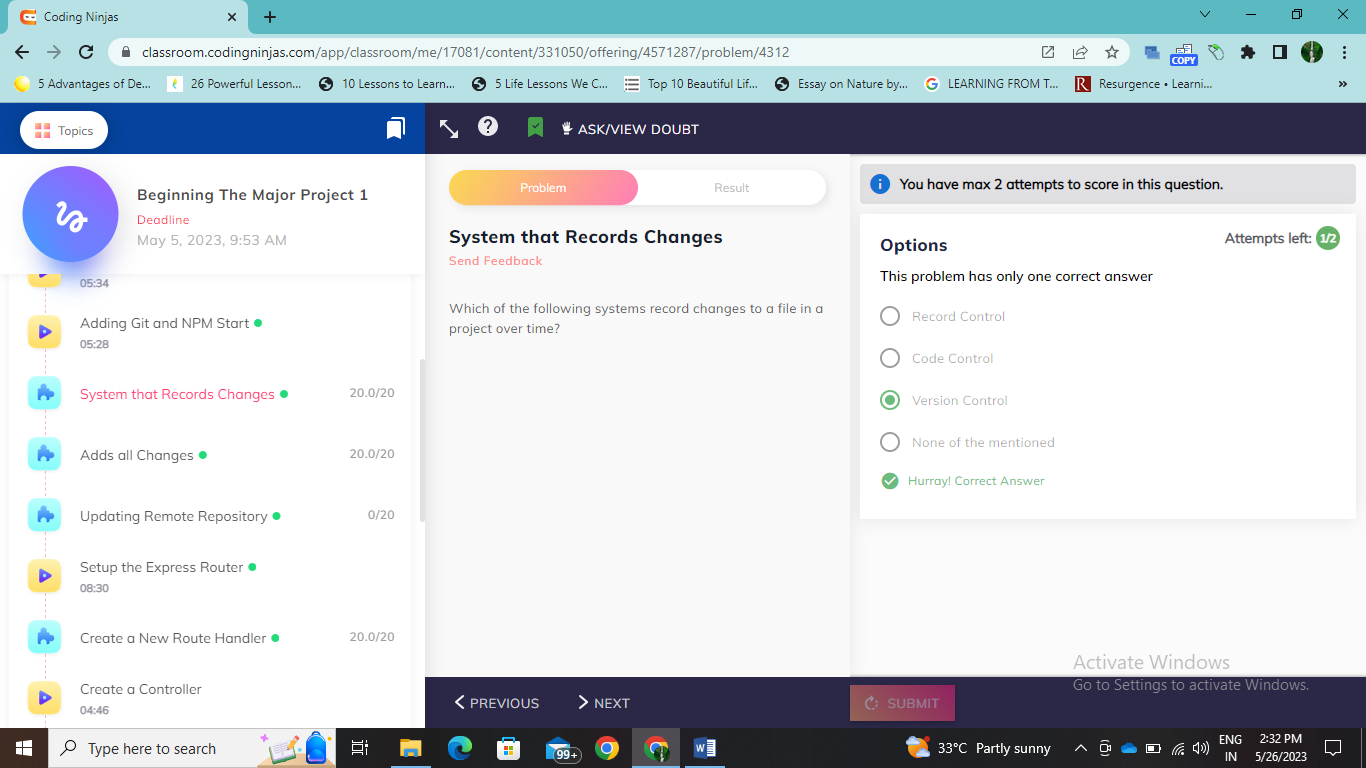 Coding Ninjas
classroom.codingninjas.com/app/classroom/me/17081/content/331050/offering/4571287/problem/4312
COPY
5 Advantages of De...
26 Powerful Lesson...
10 Lessons to Learn...
5 Life Lessons We C...
Top 10 Beautiful Lif...
Essay on Nature by...
LEARNING FROM T...
Resurgence • Learni...
»
Topics
ASK/VIEW DOUBT
Beginning The Major Project 1
Deadline
May 5, 2023, 9:53 AM
05:34
Adding Git and NPM Start
05:28
System that Records Changes
20.0/20
Adds all Changes
20.0/20
Updating Remote Repository
0/20
Setup the Express Router
08:30
Create a New Route Handler
20.0/20
Create a Controller
04:46
Problem
Result
System that Records Changes
Send Feedback
Which of the following systems record changes to a file in a
project over time?
You have max 2 attempts to score in this question.
Options
Attempts left: 1/2
This problem has only one correct answer
Record Control
Code Control
Version Control
None of the mentioned
Hurray! Correct Answer
PREVIOUS
NEXT
SUBMIT
Activate Windows
Go to Settings to activate Windows.
Type here to search
99+
33°C Partly sunny
ENG
IN
2:32 PM
5/26/2023